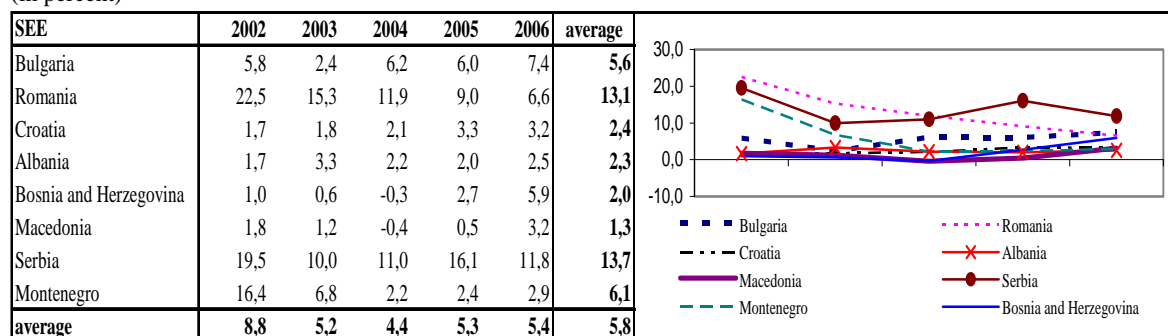 (in percent)
SEE 2002 2003 2004 2005 2006 average
Bulgaria 5,8 2,4 6,2 6,0 7,4 5,6
Romania 22,5 15,3 11,9 9,0 6,6 13,1
Croatia 1,7 1,8 2,1 3,3 3,2 2,4
Albania 1,7 3,3 2,2 2,0 2,5 2,3
Bosnia and Herzegovina 1,0 0,6 -0,3 2,7 5,9 2,0
Macedonia 1,8 1,2 -0,4 0,5 3,2 1,3
Serbia 19,5 10,0 11,0 16,1 11,8 13,7
Montenegro 16,4 6,8 2,2 2,4 2,9 6,1
average 8,8 5,2 4,4 5,3 5,4 5,8
30,0
20,0
10,0
0,0
-10,0
Bulgaria Romania
Croatia Albania
Macedonia Serbia
Montenegro Bosnia and Herzegovina